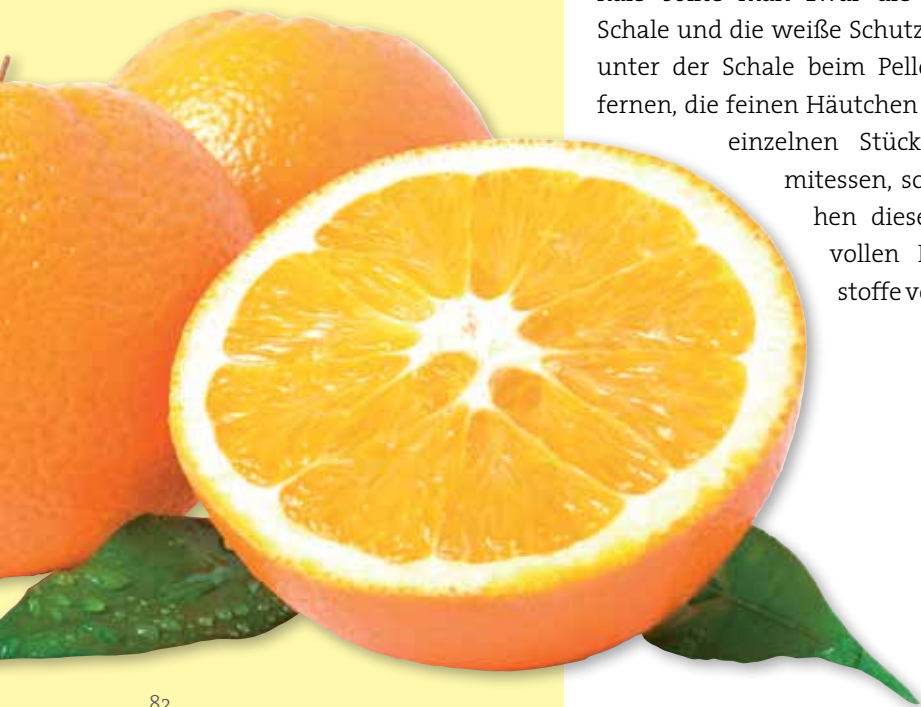 Schale und die weiße Schutz
unter der Schale beim Pelle
fernen, die feinen Häutchen
einzelnen Stück
mitessen, so
hen diese
vollen
stoffe
82